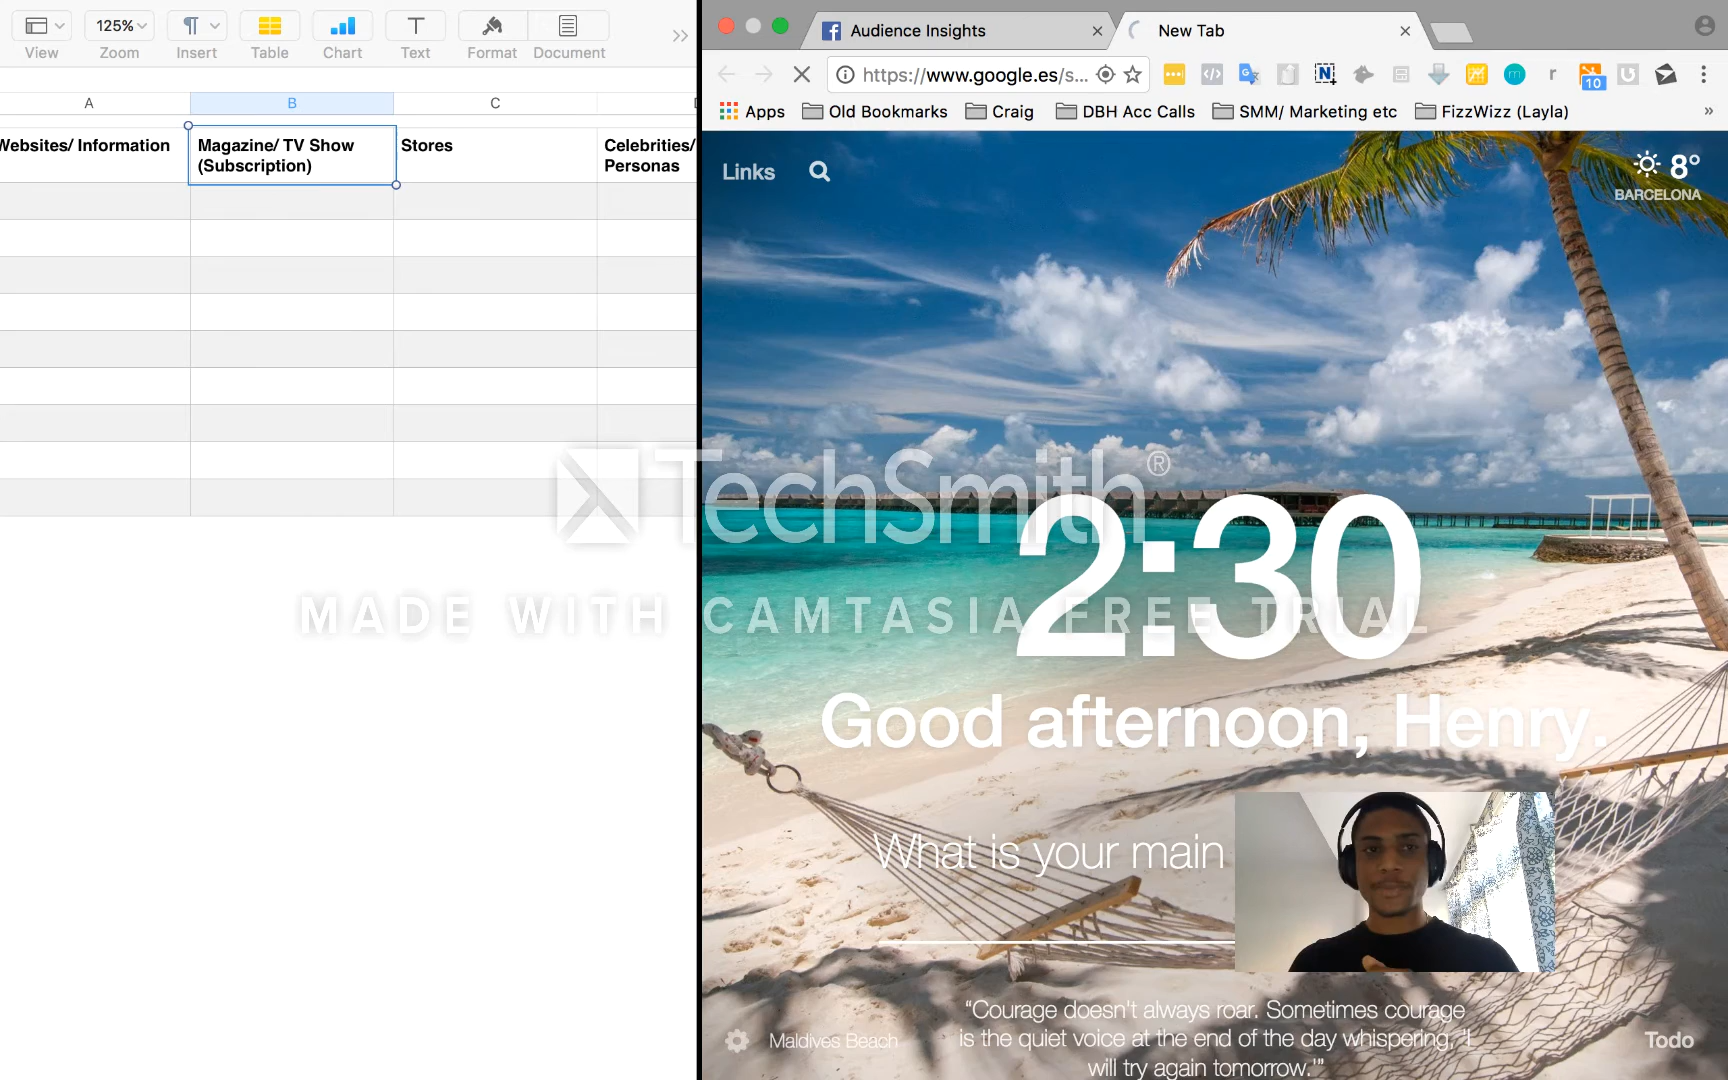 View
125%
Zoom
Insert
Table
Chart
T
Text
Format
Document
A
B
C
Websites/ Information
Magazine/ TV Show
(Subscription)
Stores
Celebrities/
Personas
Audience Insights
New Tab
https://www.google.es/s...
N
m
r
10
Apps
Old Bookmarks
Craig
DBH Acc Calls
SMM/ Marketing etc
FizzWizz (Layla)
Links
8°
BARCELONA
TechSmith®
2:30
MADE WITH CAMTASIA FREE TRIAL
Good afternoon, Henry.
What is your main
“Courage doesn't always roar. Sometimes courage
is the quiet voice at the end of the day whispering, 'I
will try again tomorrow.'”
Maldives Beach
Todo